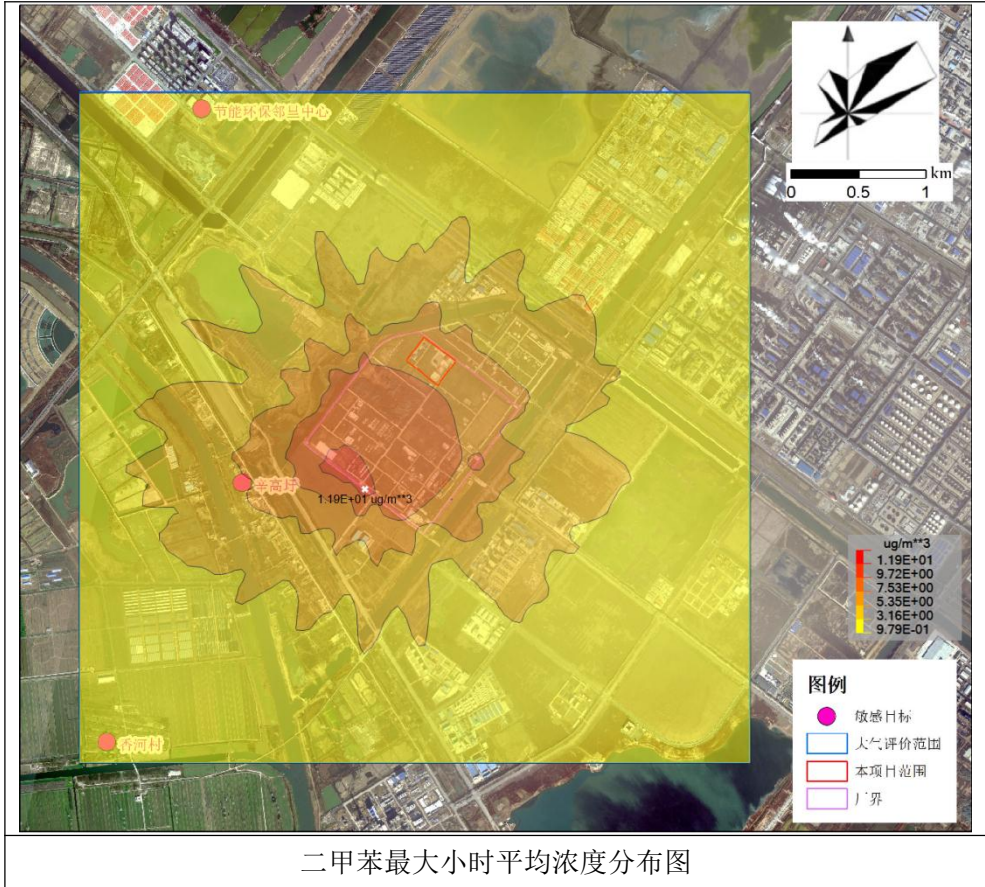 节能环保邻里中心
km
0 0.5 1
辛高圩
1.19E+01 ug/m**3
ug/m**3
1.19E+01
9.72E+00
7.53E+00
5.35E+00
3.16E+00
9.79E-01
图例
敏感目标
大气评价范围
本项目范围
厂界
香河村
二甲苯最大小时平均浓度分布图